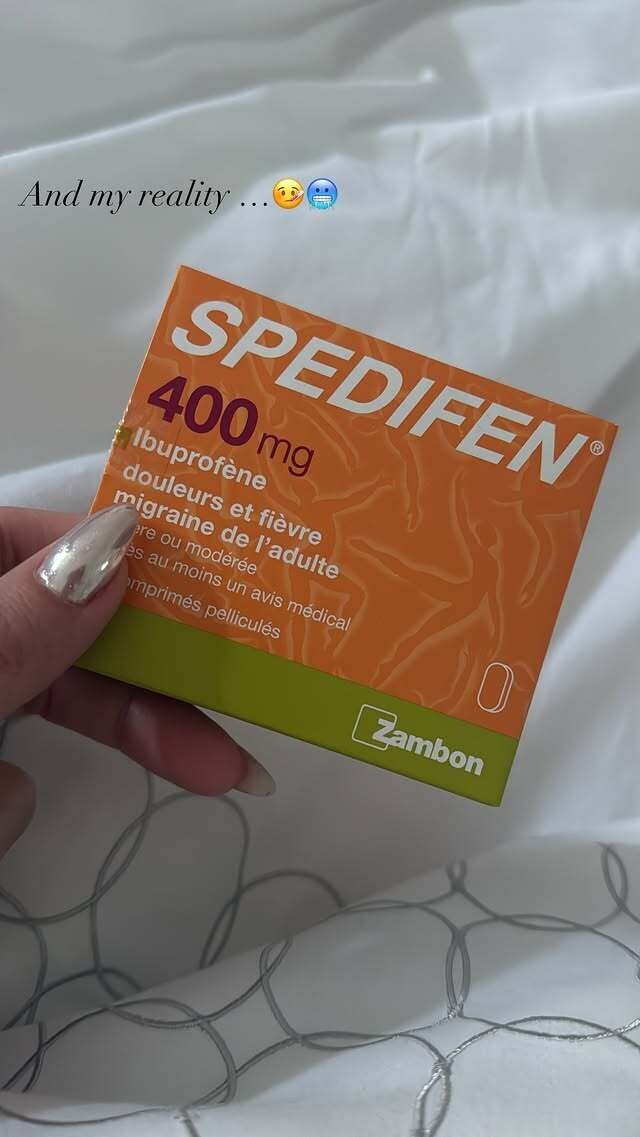 And my reality ...🤒🥶
SPEDIFEN®
400 mg
Ibuprofène
douleurs et fièvre
migraine de l'adulte
ou modérée
au moins un avis médical
pelliculés
Zambon